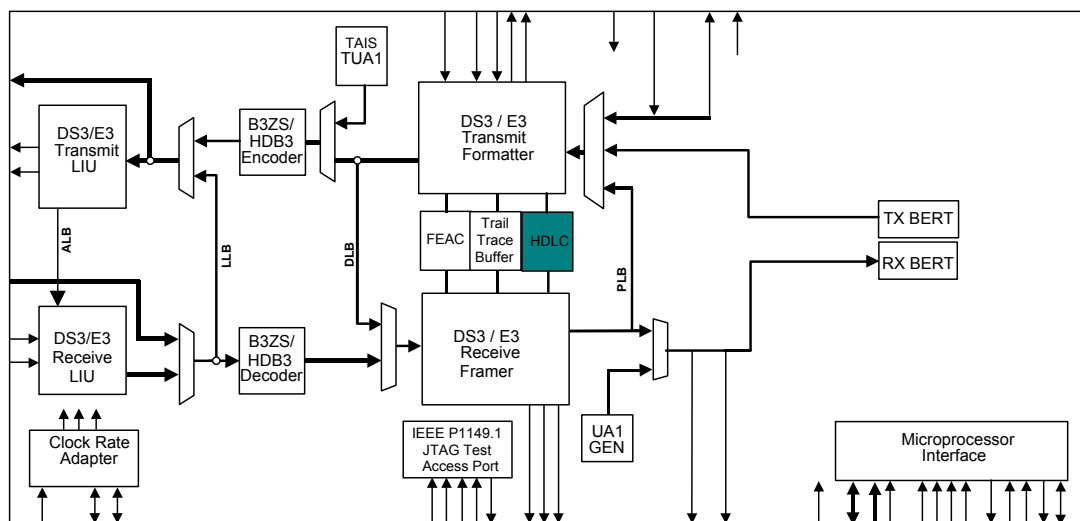 TAIS
TUA1
DS3/E3
Transmit
LIU
B3ZS/
HDB3
Encoder
DS3 / E3
Transmit
Formatter
TX BERT
RX BERT
FEAC
Trail
Trace
Buffer
HDLC
ALB
LLB
DLB
PLB
DS3/E3
Receive
LIU
B3ZS/
HDB3
Decoder
DS3 / E3
Receive
Framer
Clock Rate
Adapter
IEEE P1149.1
JTAG Test
Access Port
UA1
GEN
Microprocessor
Interface